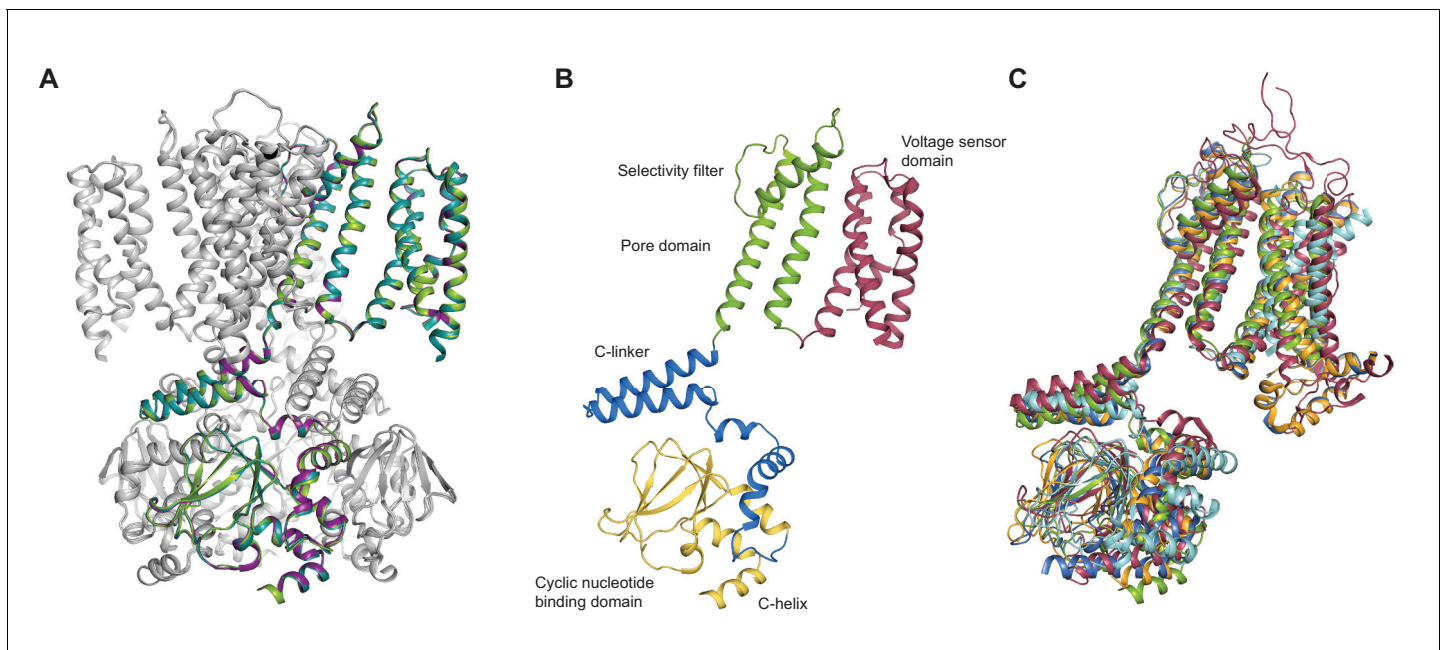 A
B
C
Voltage sensor
domain
Selectivity filter
Pore domain
C-linker
Cyclic nucleotide
binding domain
C-helix